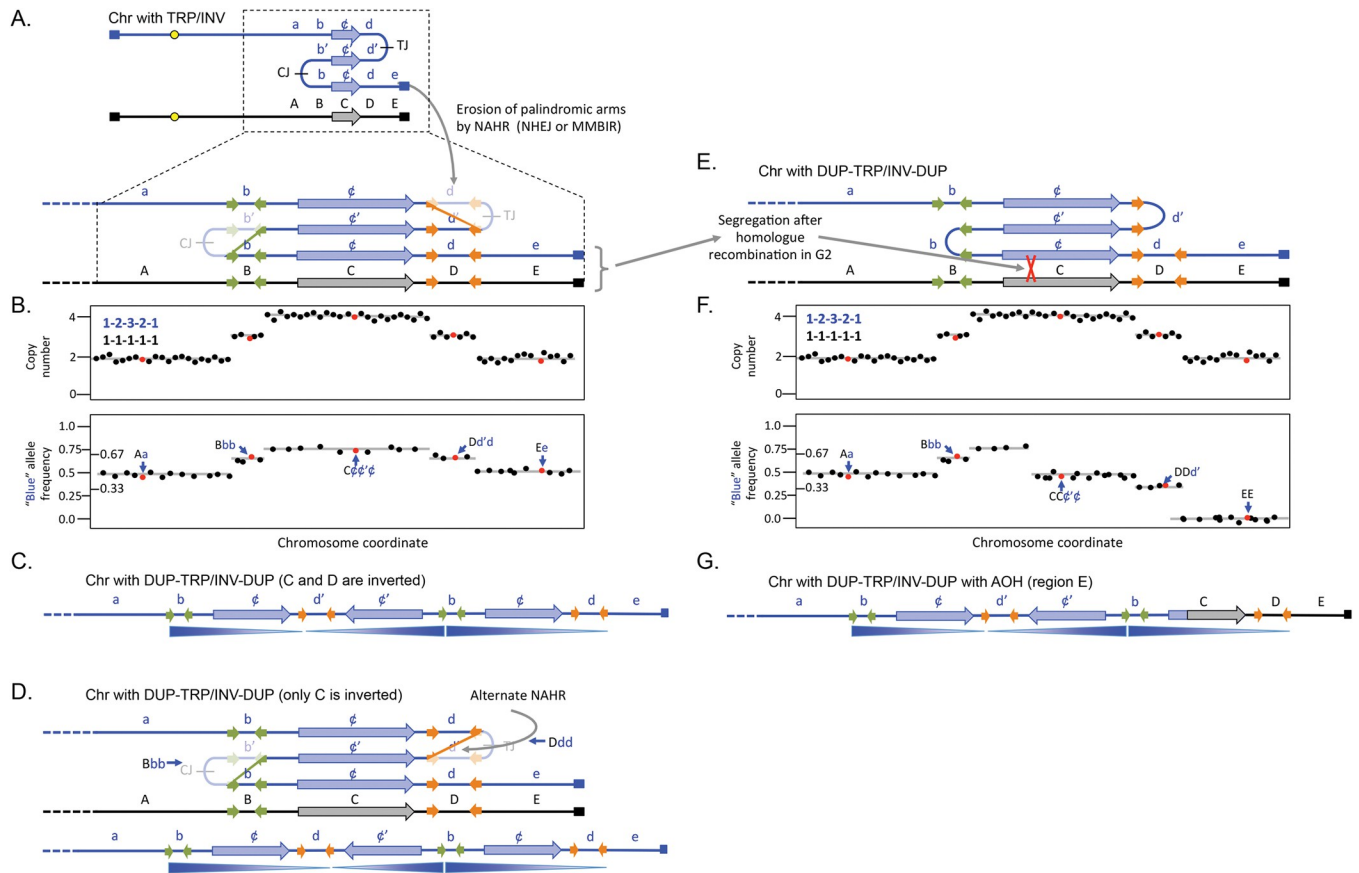 A.
Chr with TRP/INV
a b ₵ d
b′ ₵′ d′
TJ
CJ
b ₵ d e
A B C D E
Erosion of palindromic arms
by NAHR (NHEJ or MMBIR)
a b ₵ d
b′ ₵′ d′
TJ
CJ
b ₵ d e
A B C D E
Segregation after
homologue
recombination in G2
E.
Chr with DUP-TRP/INV-DUP
a b ₵
₵′ d′
b ₵ d e
A B C D E
B.
Copy
number
4
2
0
1-2-3-2-1
1-1-1-1-1
"Blue" allele
frequency
1.0
0.75
0.5
0.25
0.0
0.67
0.33
Aa
Bbb
C₵₵′₵
Dd′d
Ee
Chromosome coordinate
F.
Copy
number
4
2
0
1-2-3-2-1
1-1-1-1-1
"Blue" allele
frequency
1.0
0.75
0.5
0.25
0.0
0.67
0.33
Aa
Bbb
CC₵′₵
DDd′
EE
Chromosome coordinate
C.
Chr with DUP-TRP/INV-DUP (C and D are inverted)
a b ₵ d′ ₵′ b ₵ d e
G.
Chr with DUP-TRP/INV-DUP with AOH (region E)
a b ₵ d′ ₵′ b C D E
D.
Chr with DUP-TRP/INV-DUP (only C is inverted)
Alternate NAHR
a b ₵ d
b′ ₵′ d′
TJ
Ddd
Bbb
CJ
b ₵ d e
A B C D E
a b ₵ d ₵′ b ₵ d e